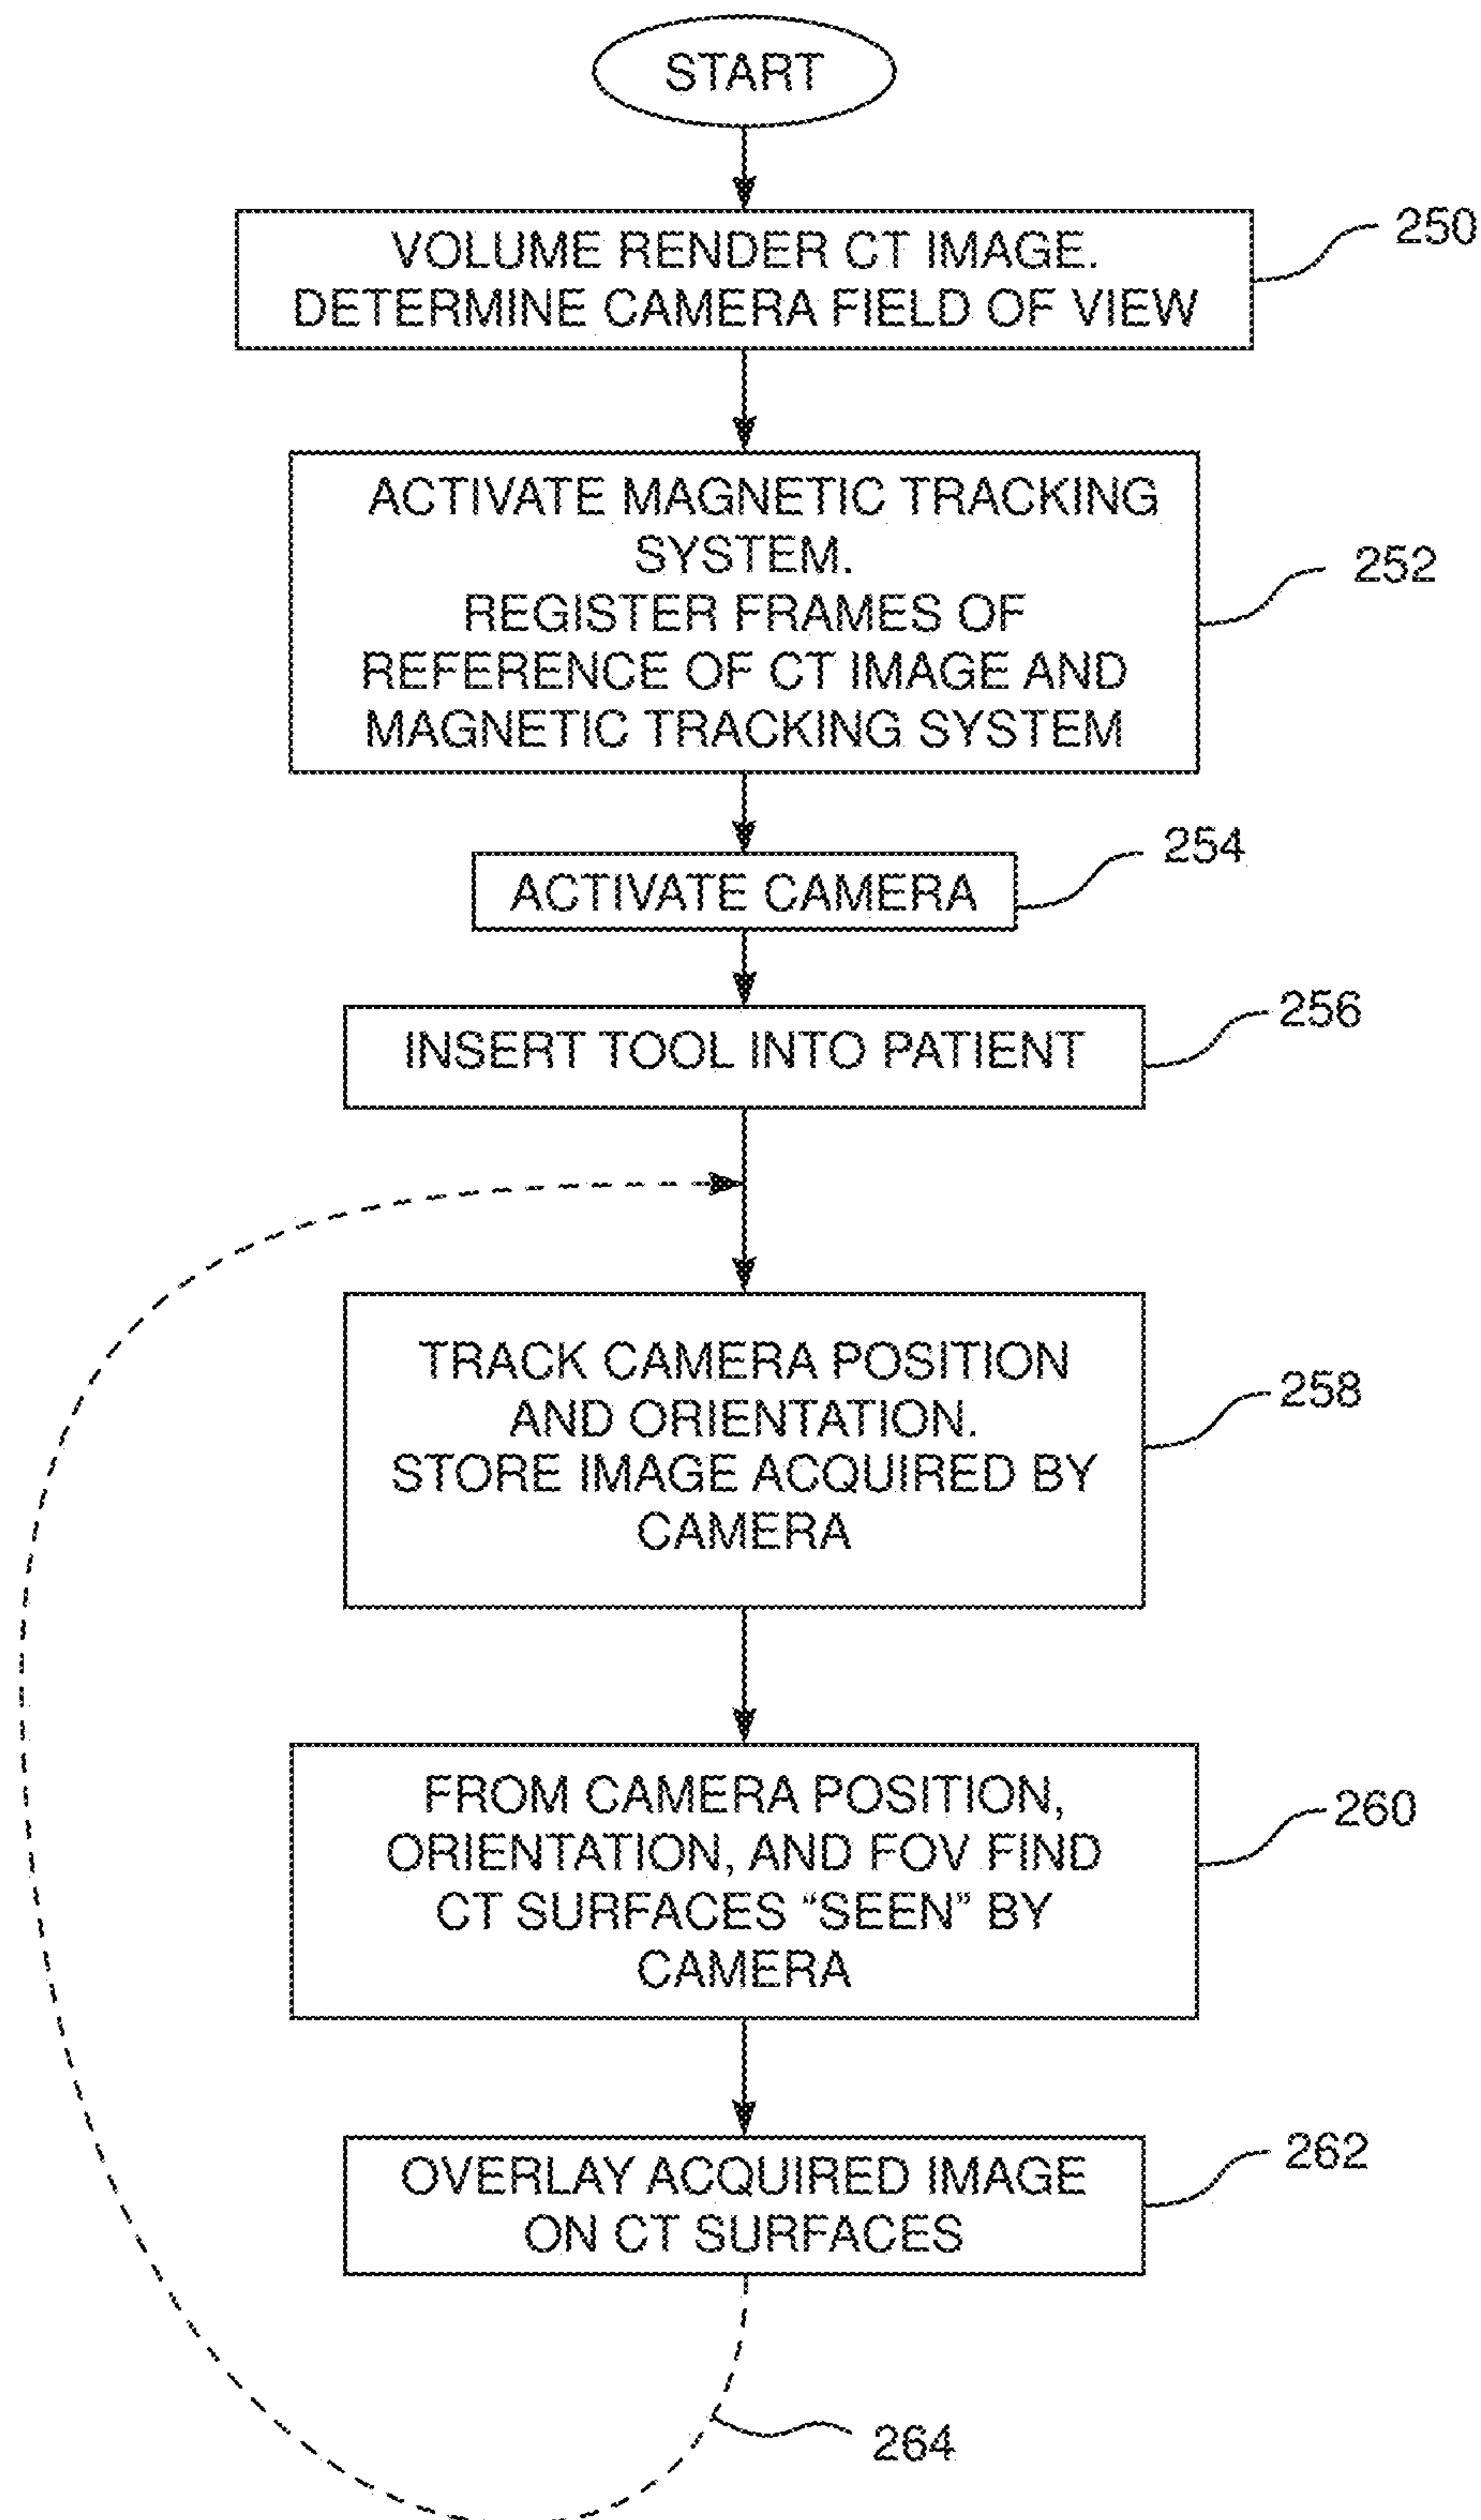 START
250
VOLUME RENDER CT IMAGE.
DETERMINE CAMERA FIELD OF VIEW
ACTIVATE MAGNETIC TRACKING
SYSTEM.
252
REGISTER FRAMES OF
REFERENCE OF CT IMAGE AND
MAGNETIC TRACKING SYSTEM
254
ACTIVATE CAMERA
256
INSERT TOOL INTO PATIENT
TRACK CAMERA POSITION
258
AND ORIENTATION.
STORE IMAGE ACQUIRED BY
CAMERA
FROM CAMERA POSITION,
260
ORIENTATION, AND FOV FIND
CT SURFACES “SEEN” BY
CAMERA
262
OVERLAY ACQUIRED IMAGE
ON CT SURFACES
264